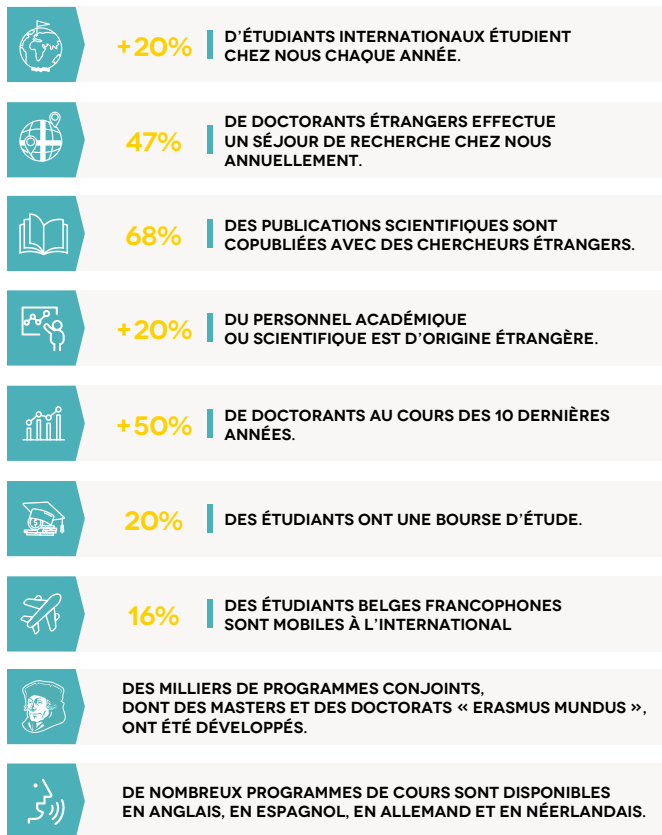 +20%
D'ÉTUDIANTS INTERNATIONAUX ÉTUDIENT
CHEZ NOUS CHAQUE ANNÉE.
47%
DE DOCTORANTS ÉTRANGERS EFFECTUE
UN SÉJOUR DE RECHERCHE CHEZ NOUS
ANNUELLEMENT.
68%
DES PUBLICATIONS SCIENTIFIQUES SONT
COPUBLIÉES AVEC DES CHERCHEURS ÉTRANGERS.
+20%
DU PERSONNEL ACADÉMIQUE
OU SCIENTIFIQUE EST D'ORIGINE ÉTRANGÈRE.
+50%
DE DOCTORANTS AU COURS DES 10 DERNIÈRES
ANNÉES.
20%
DES ÉTUDIANTS ONT UNE BOURSE D'ÉTUDE.
16%
DES ÉTUDIANTS BELGES FRANCOPHONES
SONT MOBILES À L'INTERNATIONAL
DES MILLIERS DE PROGRAMMES CONJOINTS,
DONT DES MASTERS ET DES DOCTORATS « ERASMUS MUNDUS »,
ONT ÉTÉ DÉVELOPPÉS.
DE NOMBREUX PROGRAMMES DE COURS SONT DISPONIBLES
EN ANGLAIS, EN ESPAGNOL, EN ALLEMAND ET EN NÉERLANDAIS.